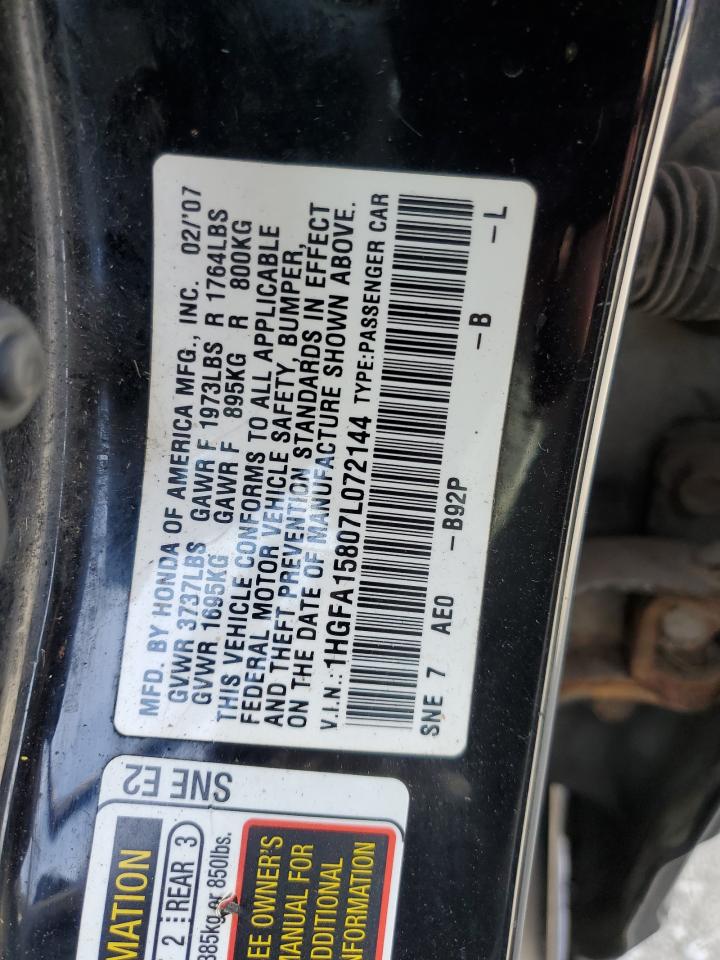 MFD. BY HONDA OF AMERICA MFG., INC. 02/'07
GVWR 3737LBS GAWR F 1973LBS R 1764LBS
GVWR 1695KG GAWR F 895KG R 800KG
THIS VEHICLE CONFORMS TO ALL APPLICABLE
FEDERAL MOTOR VEHICLE SAFETY, BUMPER,
AND THEFT PREVENTION STANDARDS IN EFFECT
ON THE DATE OF MANUFACTURE SHOWN ABOVE.
V.I.N.: 1HGFA15807L072144 TYPE:PASSENGER CAR
SNE 7 AE0 –B92P –B –L
SNE E2
MATION
2 REAR 3
385kg or 850lbs.
EE OWNER'S
MANUAL FOR
DDITIONAL
NFORMATION